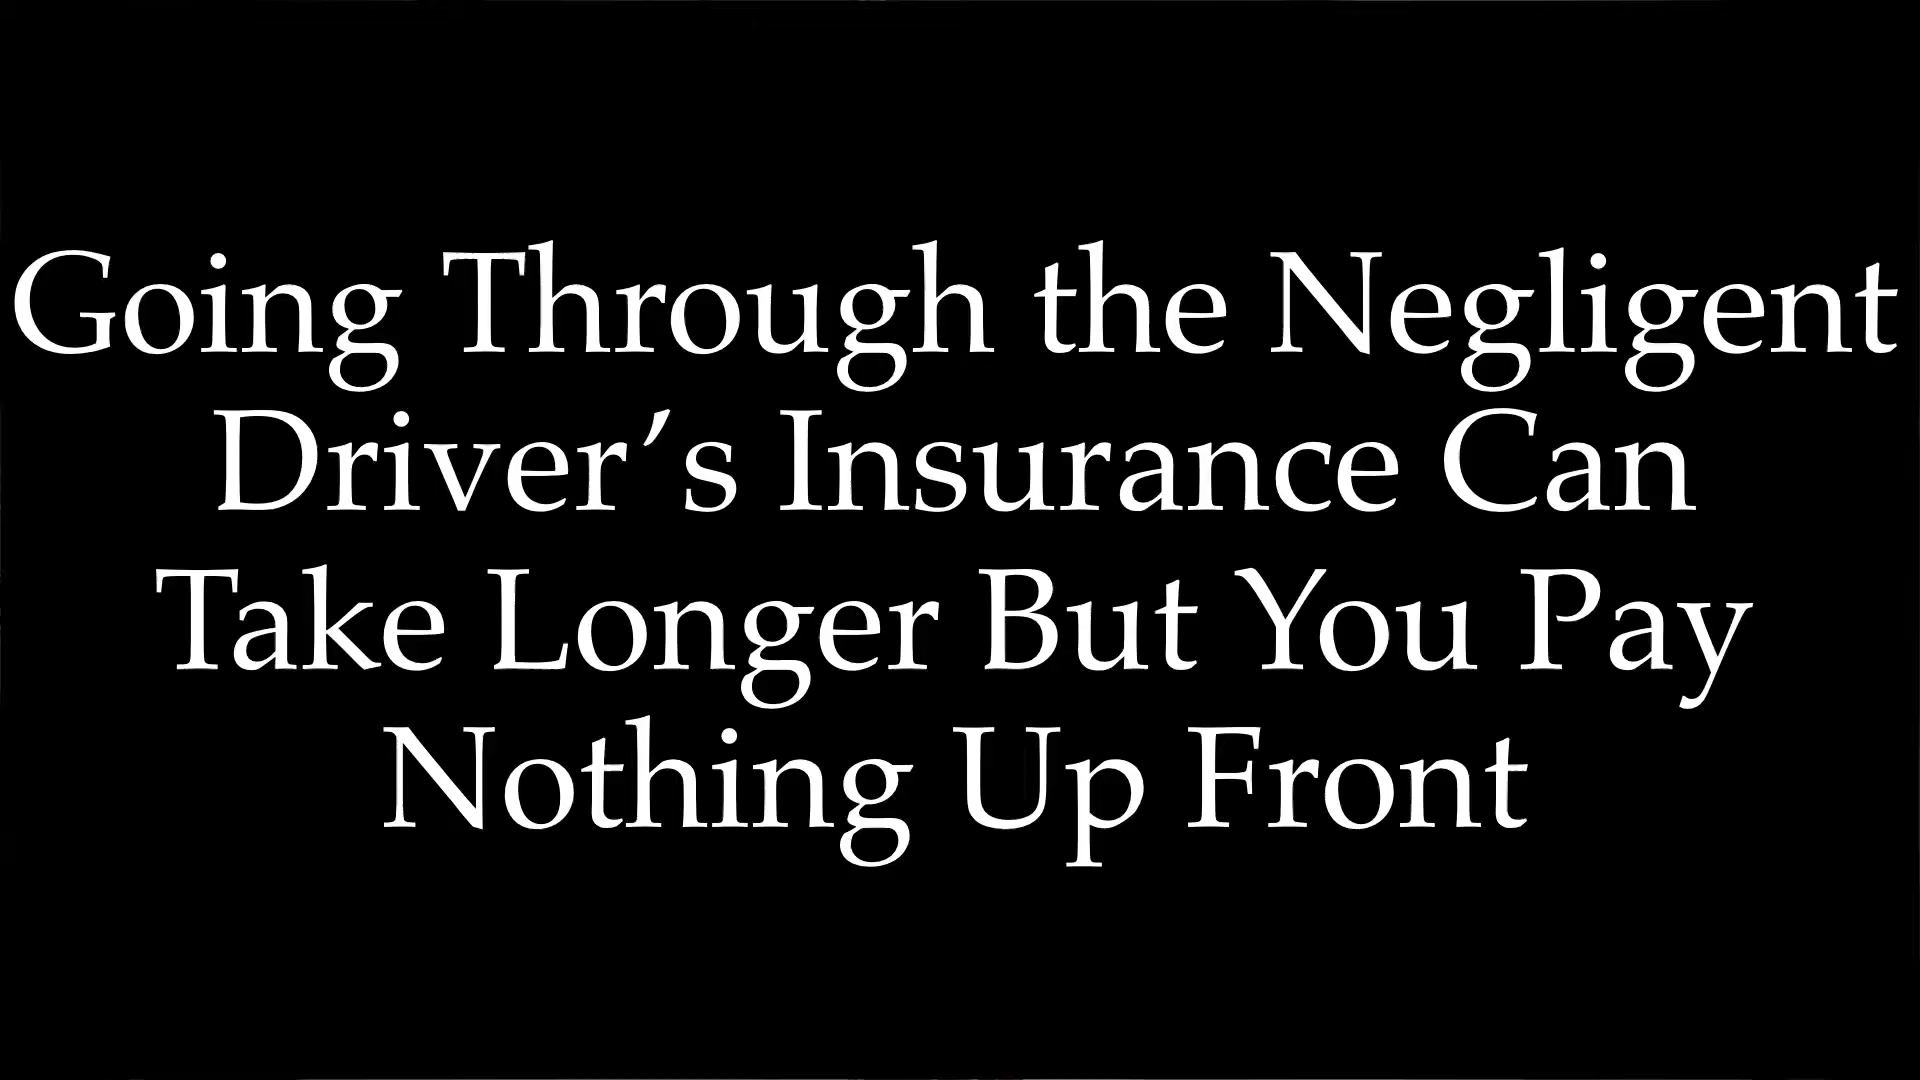 Going Through the Negligent
Driver’s Insurance Can
Take Longer But You Pay
Nothing Up Front